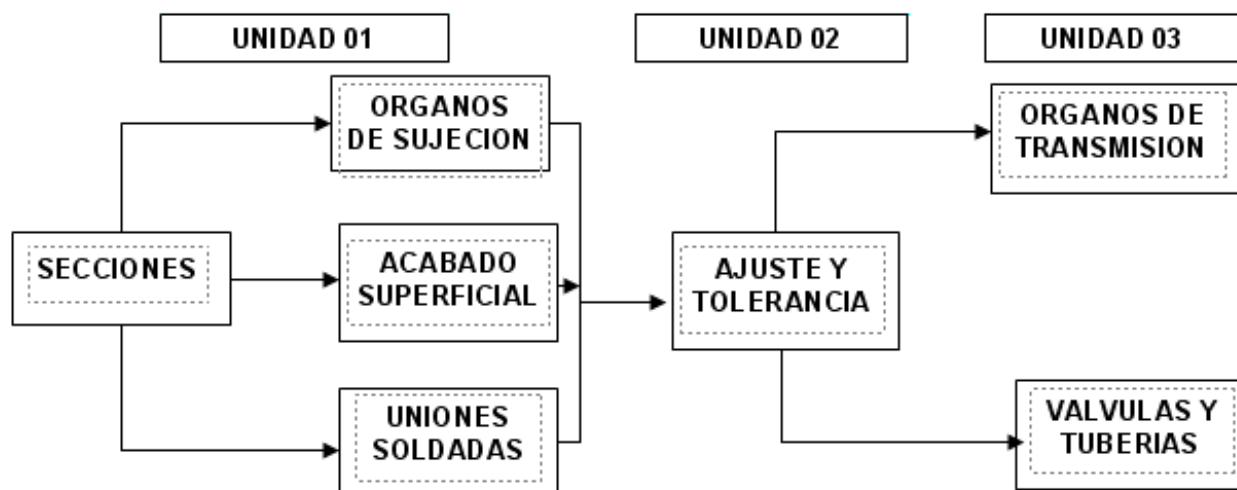 UNIDAD 01
UNIDAD 02
UNIDAD 03
ORGANOS
DE SUJECION
ORGANOS DE
TRANSMISION
SECCIONES
ACABADO
SUPERFICIAL
AJUSTE Y
TOLERANCIA
UNIONES
SOLDADAS
VALVULAS Y
TUBERIAS